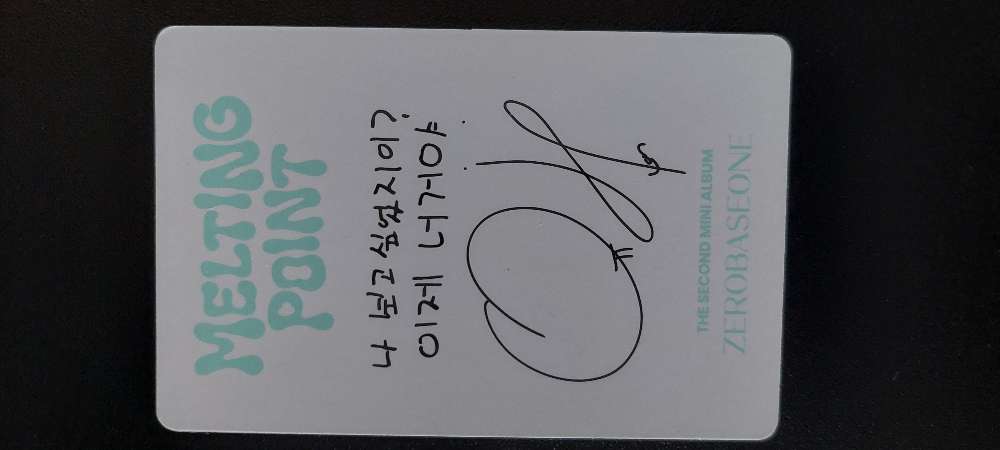 MELTING
POINT
나 보고싶었지이?
이제 너거야
THE SECOND MINI ALBUM
ZEROBASEONE